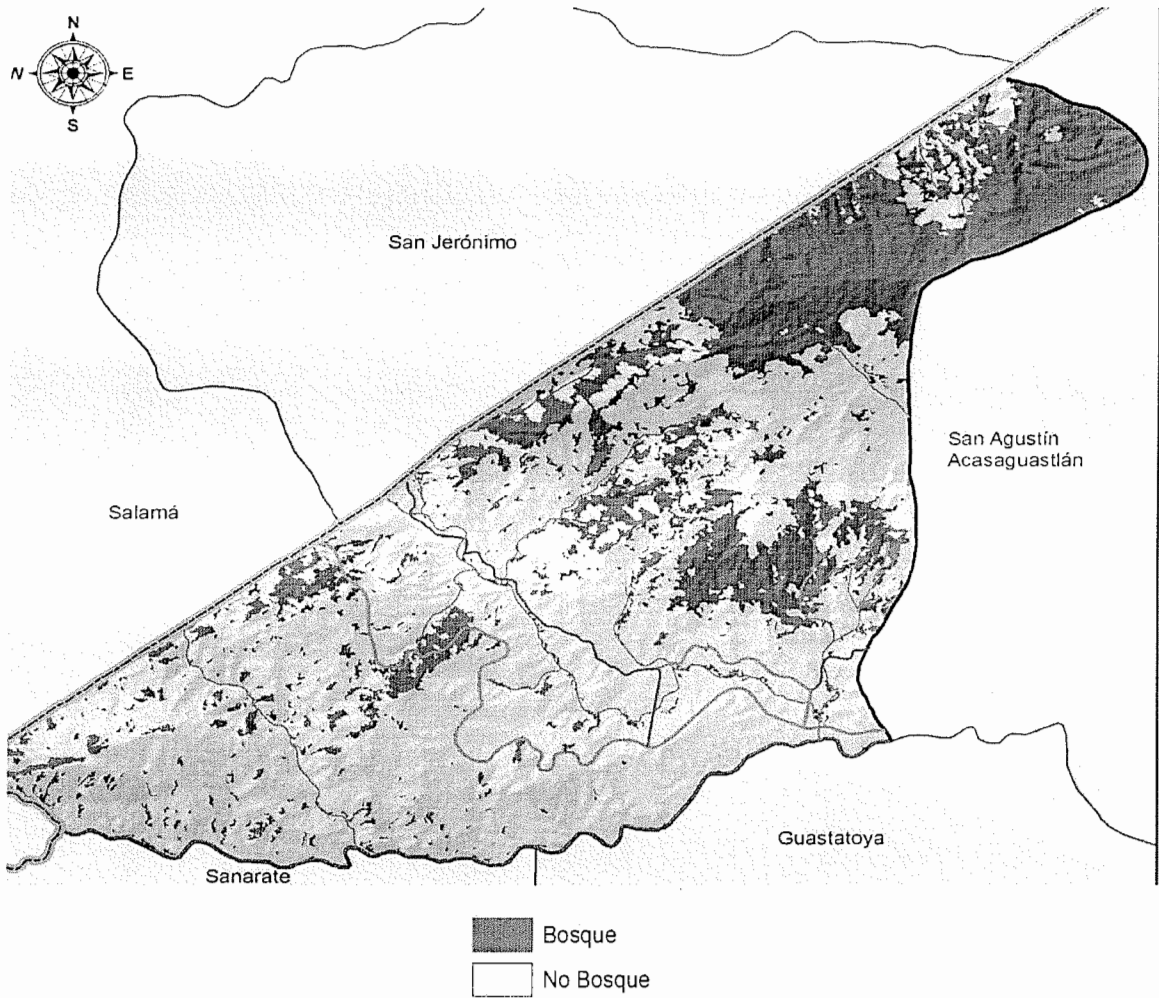 N
N E
S
San Jerónimo
San Agustín
Acasaguastlán
Salamá
Guastatoya
Sanarate
Bosque
No Bosque